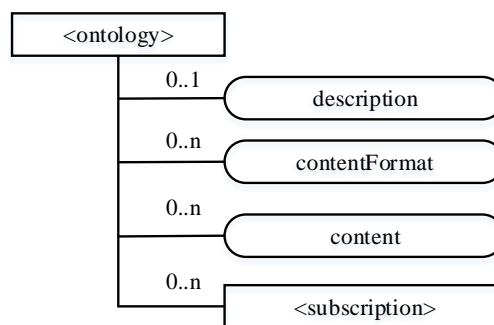 <ontology>
0..1
description
0..n
contentFormat
0..n
content
0..n
<subscription>